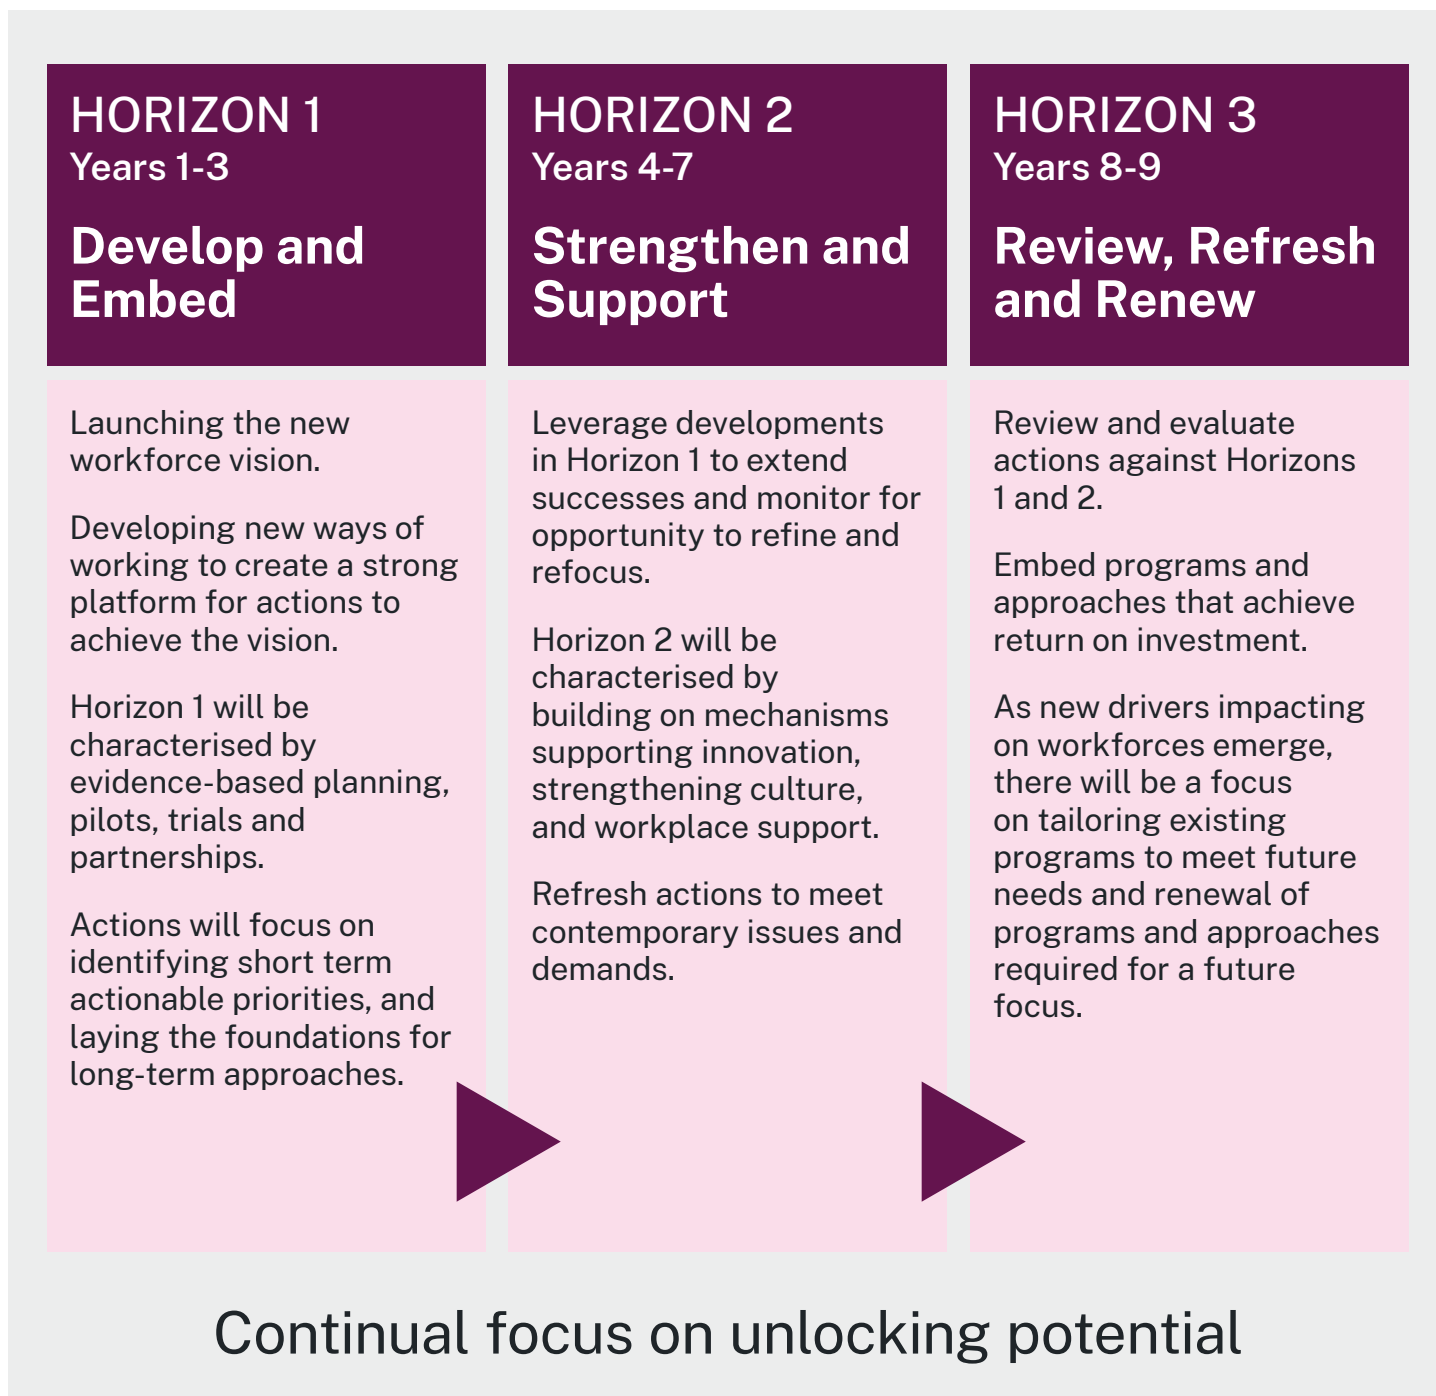 HORIZON 1
Years 1-3
Develop and
Embed
Launching the new
workforce vision.
Developing new ways of
working to create a strong
platform for actions to
achieve the vision.
Horizon 1 will be
characterised by
evidence-based planning,
pilots, trials and
partnerships.
Actions will focus on
identifying short term
actionable priorities, and
laying the foundations for
long-term approaches.
HORIZON 2
Years 4-7
Strengthen and
Support
Leverage developments
in Horizon 1 to extend
successes and monitor for
opportunity to refine and
refocus.
Horizon 2 will be
characterised by
building on mechanisms
supporting innovation,
strengthening culture,
and workplace support.
Refresh actions to meet
contemporary issues and
demands.
HORIZON 3
Years 8-9
Review, Refresh
and Renew
Review and evaluate
actions against Horizons
1 and 2.
Embed programs and
approaches that achieve
return on investment.
As new drivers impacting
on workforces emerge,
there will be a focus
on tailoring existing
programs to meet future
needs and renewal of
programs and approaches
required for a future
focus.
Continual focus on unlocking potential